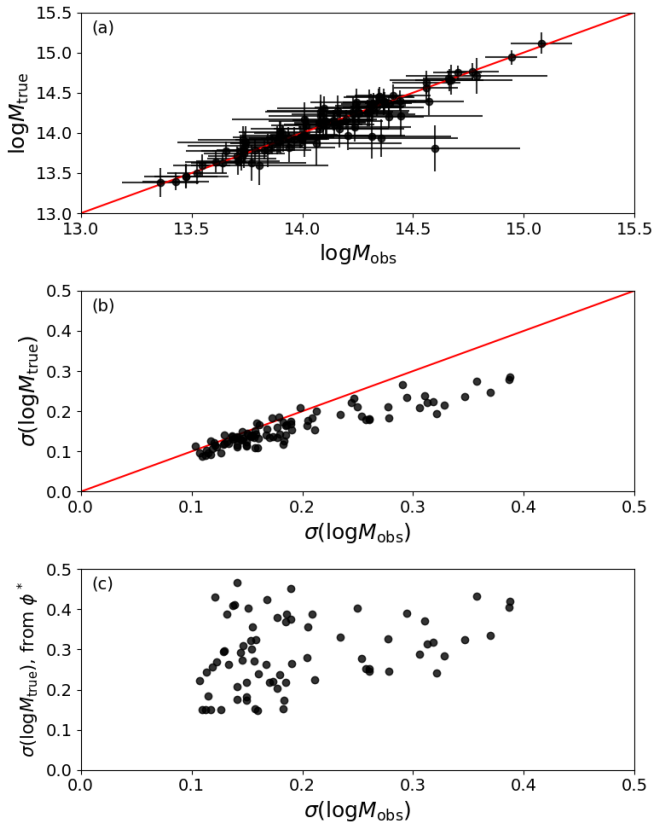 (a)
15.5
15.0
14.5
14.0
13.5
13.0
logM_true
13.0 13.5 14.0 14.5 15.0 15.5
logM_obs
(b)
0.5
0.4
0.3
0.2
0.1
0.0
σ(logM_true)
0.0 0.1 0.2 0.3 0.4 0.5
σ(logM_obs)
(c)
0.5
0.4
0.3
0.2
0.1
0.0
σ(logM_true), from ϕ*
0.0 0.1 0.2 0.3 0.4 0.5
σ(logM_obs)